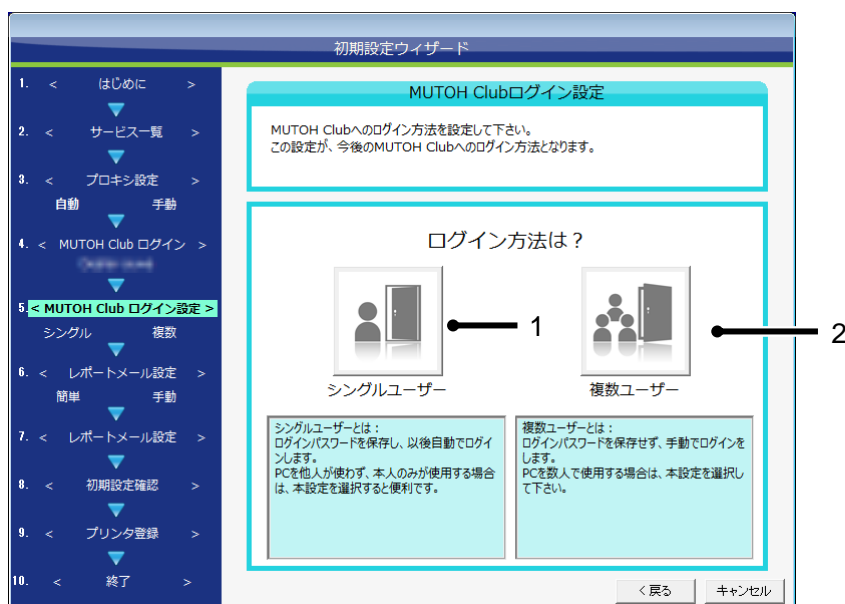 初期設定ウィザード
1. < はじめに >
2. < サービス一覧 >
3. < プロキシ設定 >
自動 手動
4. < MUTOH Club ログイン >
5. < MUTOH Club ログイン設定 >
シングル 複数
6. < レポートメール設定 >
簡単 手動
7. < レポートメール設定 >
8. < 初期設定確認 >
9. < プリンタ登録 >
10. < 終了 >
MUTOH Clubログイン設定
MUTOH Clubへのログイン方法を設定して下さい。
この設定が、今後のMUTOH Clubへのログイン方法となります。
ログイン方法は？
1
2
シングルユーザー
複数ユーザー
シングルユーザーとは：
ログインパスワードを保存し、以後自動でログイ
ンします。
PCを他人が使わず、本人のみが使用する場合
は、本設定を選択すると便利です。
複数ユーザーとは：
ログインパスワードを保存せず、手動でログインを
します。
PCを数人で使用する場合は、本設定を選択し
て下さい。
< 戻る
キャンセル